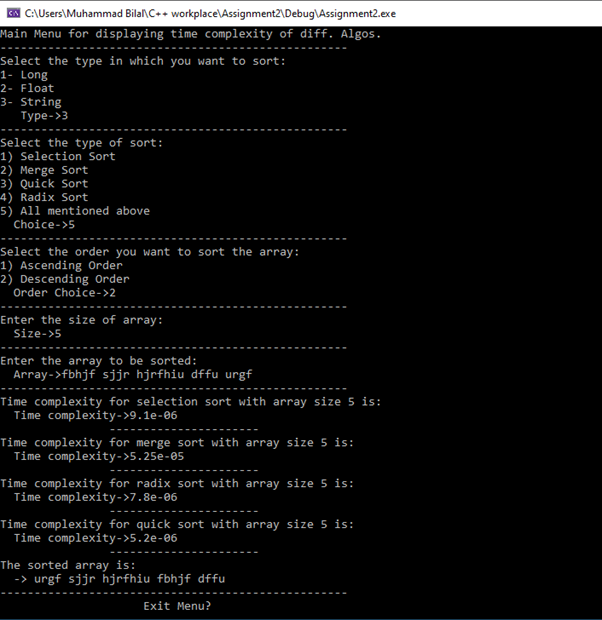 C:\Users\Muhammad Bilal\C++ workplace\Assignment2\Debug\Assignment2.exe
Main Menu for displaying time complexity of diff. Algos.
---------------------------------------------------
Select the type in which you want to sort:
1- Long
2- Float
3- String
   Type->3
---------------------------------------------------
Select the type of sort:
1) Selection Sort
2) Merge Sort
3) Quick Sort
4) Radix Sort
5) All mentioned above
  Choice->5
---------------------------------------------------
Select the order you want to sort the array:
1) Ascending Order
2) Descending Order
  Order Choice->2
---------------------------------------------------
Enter the size of array:
  Size->5
---------------------------------------------------
Enter the array to be sorted:
  Array->fbhjf sjjr hjrfhiu dffu urgf
---------------------------------------------------
Time complexity for selection sort with array size 5 is:
  Time complexity->9.1e-06
                ----------------------
Time complexity for merge sort with array size 5 is:
  Time complexity->5.25e-05
                ----------------------
Time complexity for radix sort with array size 5 is:
  Time complexity->7.8e-06
                ----------------------
Time complexity for quick sort with array size 5 is:
  Time complexity->5.2e-06
                ----------------------
The sorted array is:
  -> urgf sjjr hjrfhiu fbhjf dffu
---------------------------------------------------
                     Exit Menu?